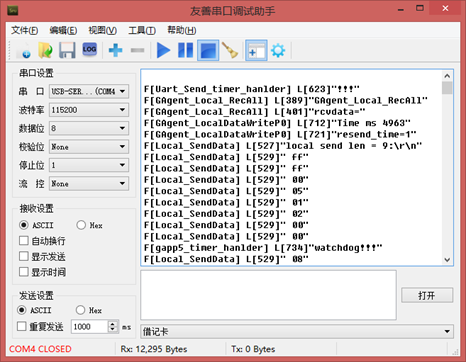 友善串口调试助手
文件(F) 编辑(E) 视图(V) 工具(T) 帮助(H)
LOG
串口设置
串 口 USB-SER...(COM4
波特率 115200
数据位 8
校验位 None
停止位 1
流 控 None
接收设置
ASCII Hex
自动换行
显示发送
显示时间
发送设置
ASCII Hex
重复发送 1000 ms
F[Uart_Send_timer_hanlder] L[623]"!!!"
F[GAgent_Local_RecAll] L[389]"GAgent_Local_RecAll"
F[GAgent_Local_RecAll] L[401]"rcvdata="
F[GAgent_LocalDataWriteP0] L[712]"Time ms 4963"
F[GAgent_LocalDataWriteP0] L[721]"resend_time=1"
F[Local_SendData] L[527]"local send len = 9:\r\n"
F[Local_SendData] L[529]" ff"
F[Local_SendData] L[529]" ff"
F[Local_SendData] L[529]" 00"
F[Local_SendData] L[529]" 05"
F[Local_SendData] L[529]" 01"
F[Local_SendData] L[529]" 02"
F[Local_SendData] L[529]" 00"
F[Local_SendData] L[529]" 00"
F[gapp5_timer_hanlder] L[734]"watchdog!!!"
F[Local_SendData] L[529]" 08"
打开
借记卡
COM4 CLOSED Rx: 12,295 Bytes Tx: 0 Bytes